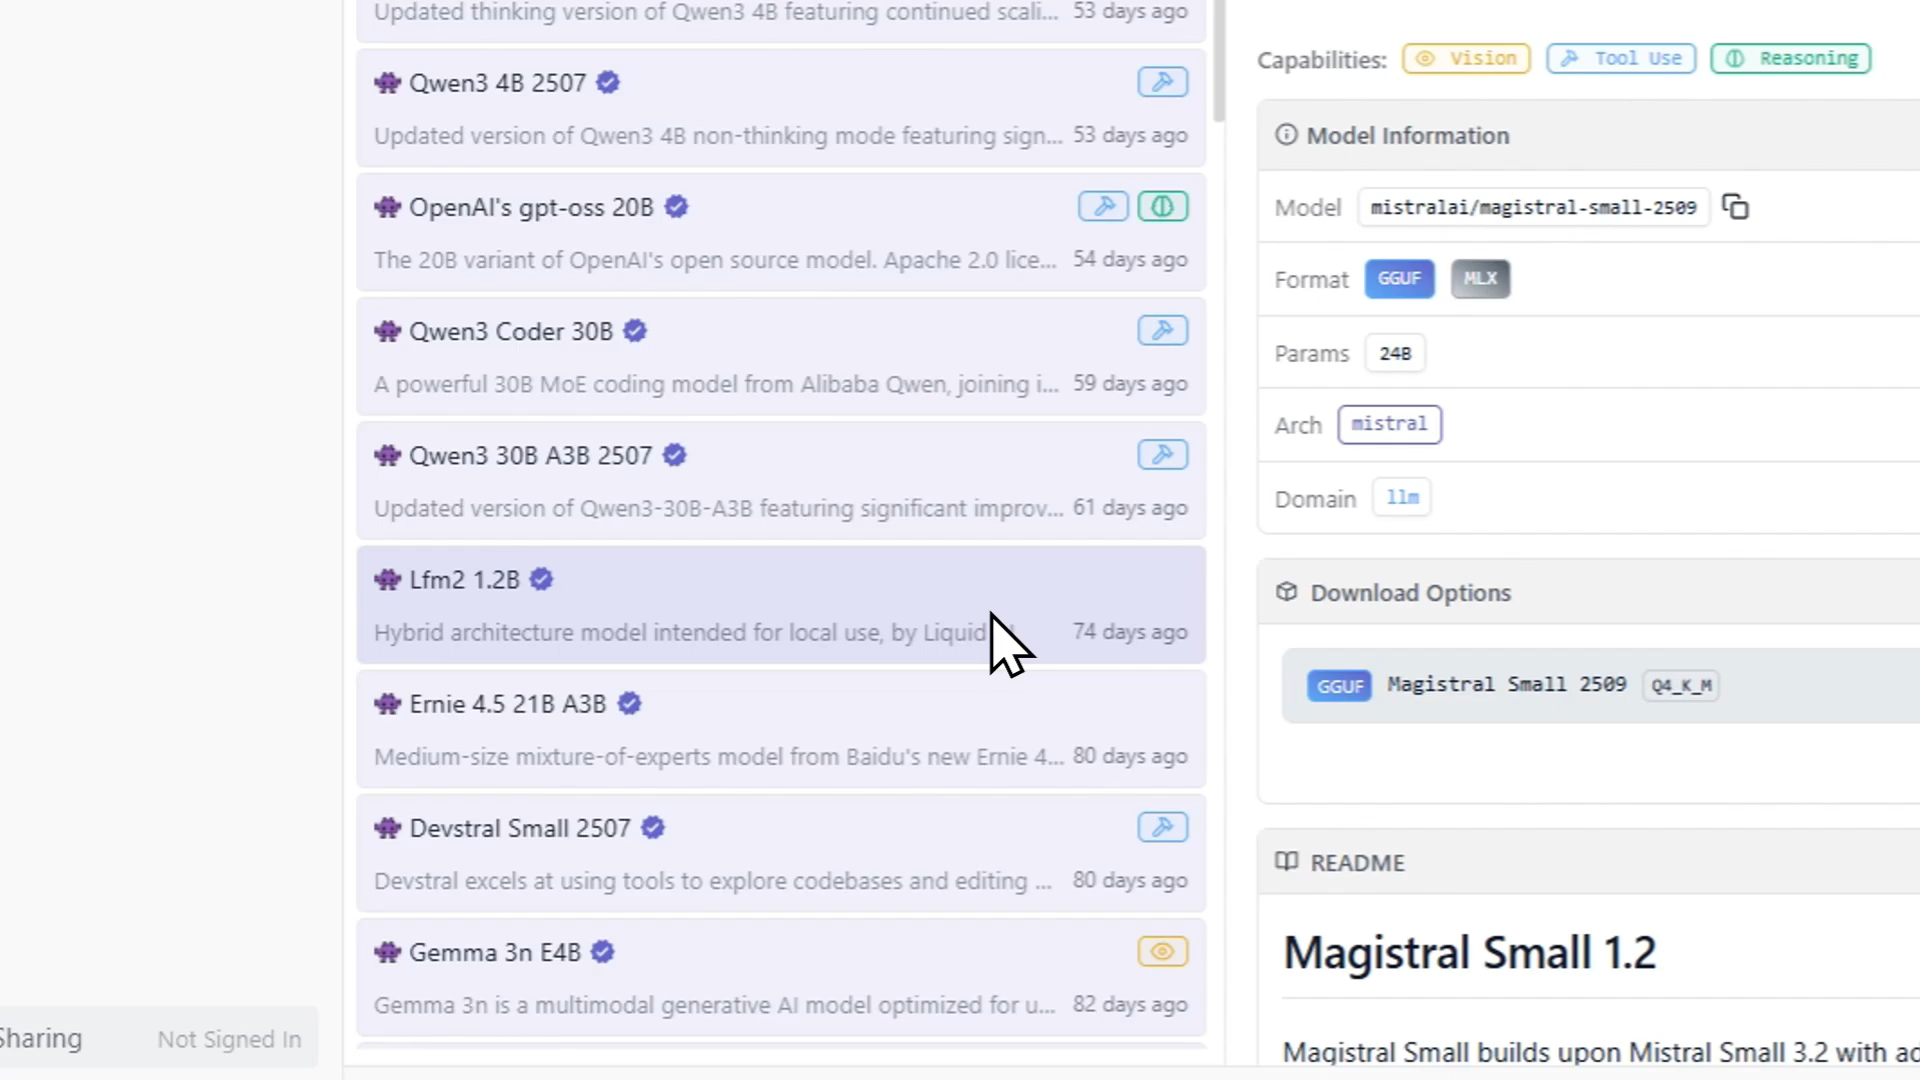 Updated thinking version of Qwen3 4B featuring continued scali... 53 days ago
Qwen3 4B 2507
Updated version of Qwen3 4B non-thinking mode featuring sign... 53 days ago
OpenAI's gpt-oss 20B
The 20B variant of OpenAI's open source model. Apache 2.0 lice... 54 days ago
Qwen3 Coder 30B
A powerful 30B MoE coding model from Alibaba Qwen, joining i... 59 days ago
Qwen3 30B A3B 2507
Updated version of Qwen3-30B-A3B featuring significant improv... 61 days ago
Lfm2 1.2B
Hybrid architecture model intended for local use, by Liquid 74 days ago
Ernie 4.5 21B A3B
Medium-size mixture-of-experts model from Baidu's new Ernie 4... 80 days ago
Devstral Small 2507
Devstral excels at using tools to explore codebases and editing ... 80 days ago
Gemma 3n E4B
Gemma 3n is a multimodal generative AI model optimized for u... 82 days ago
Sharing Not Signed In
Capabilities: Vision Tool Use Reasoning
Model Information
Model mistralai/magistral-small-2509
Format GGUF MLX
Params 24B
Arch mistral
Domain llm
Download Options
GGUF Magistral Small 2509 Q4_K_M
README
Magistral Small 1.2
Magistral Small builds upon Mistral Small 3.2 with